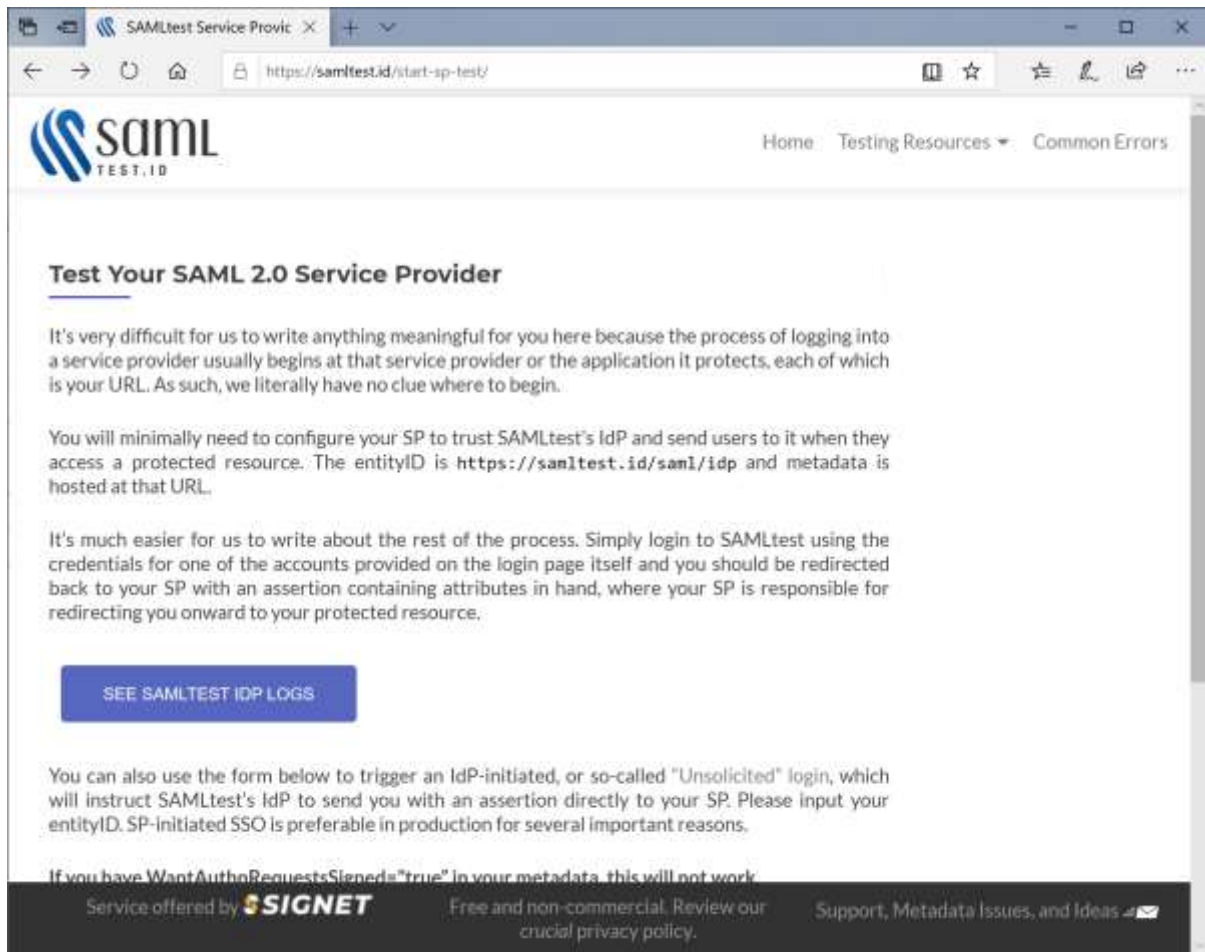 SAMLtest Service Provic
https://samltest.id/start-sp-test/
saml
TEST.ID
Home Testing Resources Common Errors
Test Your SAML 2.0 Service Provider
It's very difficult for us to write anything meaningful for you here because the process of logging into
a service provider usually begins at that service provider or the application it protects, each of which
is your URL. As such, we literally have no clue where to begin.
You will minimally need to configure your SP to trust SAMLtest's IdP and send users to it when they
access a protected resource. The entityID is https://samltest.id/saml/idp and metadata is
hosted at that URL.
It's much easier for us to write about the rest of the process. Simply login to SAMLtest using the
credentials for one of the accounts provided on the login page itself and you should be redirected
back to your SP with an assertion containing attributes in hand, where your SP is responsible for
redirecting you onward to your protected resource.
SEE SAMLTEST IDP LOGS
You can also use the form below to trigger an IdP-initiated, or so-called "Unsolicited" login, which
will instruct SAMLtest's IdP to send you with an assertion directly to your SP. Please input your
entityID. SP-initiated SSO is preferable in production for several important reasons.
If you have WantAuthnRequestsSigned="true" in your metadata, this will not work
Service offered by SIGNET
Free and non-commercial. Review our
crucial privacy policy.
Support, Metadata Issues, and Ideas